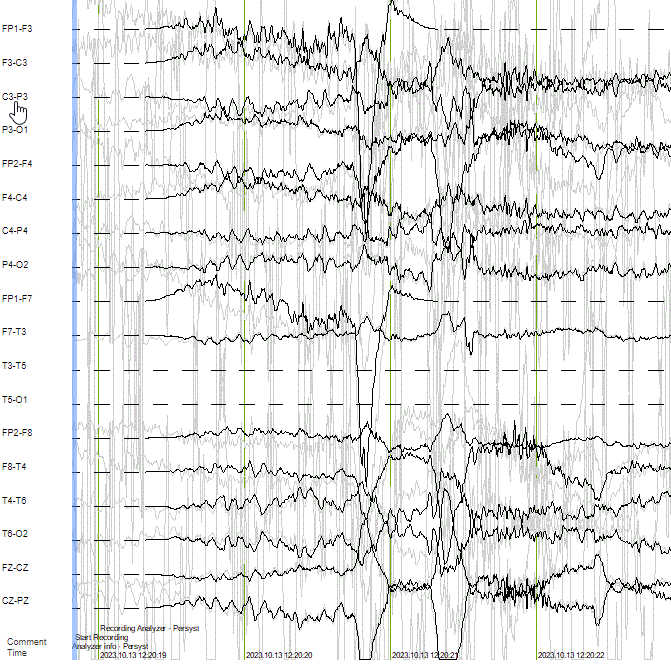 FP1-F3
F3-C3
C3-P3
P3-O1
FP2-F4
F4-C4
C4-P4
P4-O2
FP1-F7
F7-T3
T3-T5
T5-O1
FP2-F8
F8-T4
T4-T6
T6-O2
FZ-CZ
CZ-PZ
Recording Analyzer - Persyst
Start Recording
Comment
Analyzer info - Persyst
Time
2023.10.13 12:20:19 2023.10.13 12:20:20 2023.10.13 12:20:21 2023.10.13 12:20:22